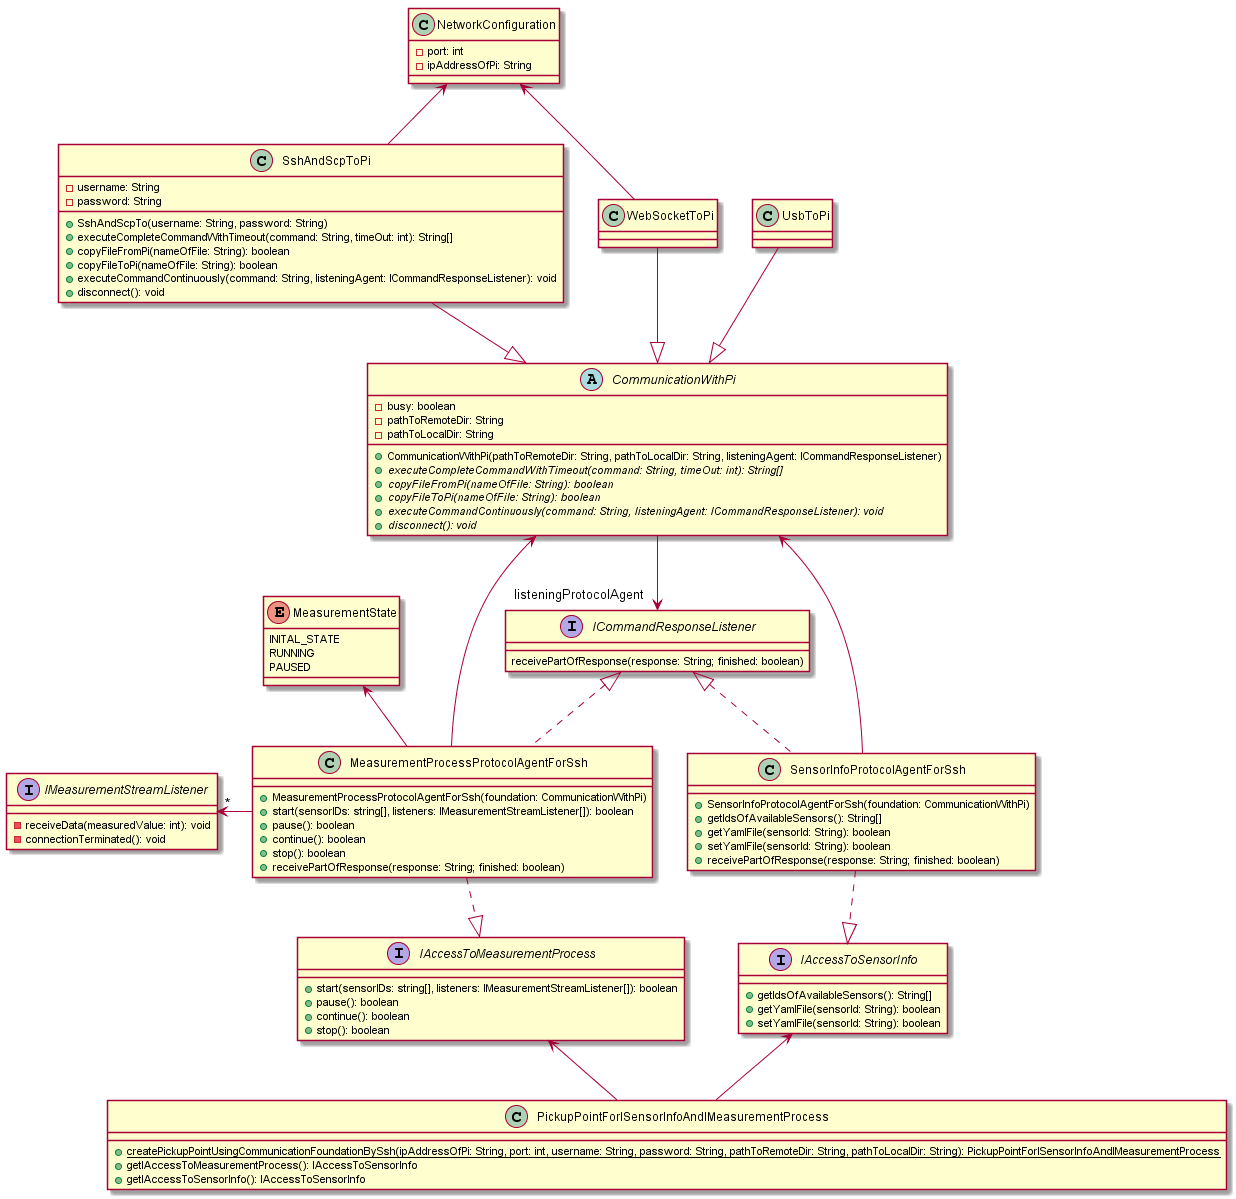 C NetworkConfiguration
port: int
ipAddressOfPi: String
C SshAndScpToPi
username: String
password: String
SshAndScpTo(username: String, password: String)
executeCompleteCommandWithTimeout(command: String, timeOut: int): String[]
copyFileFromPi(nameOfFile: String): boolean
copyFileToPi(nameOfFile: String): boolean
executeCommandContinuously(command: String, listeningAgent: ICommandResponseListener): void
disconnect(): void
C WebSocketToPi
C UsbToPi
A CommunicationWithPi
busy: boolean
pathToRemoteDir: String
pathToLocalDir: String
CommunicationWithPi(pathToRemoteDir: String, pathToLocalDir: String, listeningAgent: ICommandResponseListener)
executeCompleteCommandWithTimeout(command: String, timeOut: int): String[]
copyFileFromPi(nameOfFile: String): boolean
copyFileToPi(nameOfFile: String): boolean
executeCommandContinuously(command: String, listeningAgent: ICommandResponseListener): void
disconnect(): void
listeningProtocolAgent
E MeasurementState
INITAL_STATE
RUNNING
PAUSED
I ICommandResponseListener
receivePartOfResponse(response: String; finished: boolean)
I IMeasurementStreamListener
receiveData(measuredValue: int): void
connectionTerminated(): void
*
C MeasurementProcessProtocolAgentForSsh
MeasurementProcessProtocolAgentForSsh(foundation: CommunicationWithPi)
start(sensorIDs: string[], listeners: IMeasurementStreamListener[]): boolean
pause(): boolean
continue(): boolean
stop(): boolean
receivePartOfResponse(response: String; finished: boolean)
C SensorInfoProtocolAgentForSsh
SensorInfoProtocolAgentForSsh(foundation: CommunicationWithPi)
getIdsOfAvailableSensors(): String[]
getYamlFile(sensorId: String): boolean
setYamlFile(sensorId: String): boolean
receivePartOfResponse(response: String; finished: boolean)
I IAccessToMeasurementProcess
start(sensorIDs: string[], listeners: IMeasurementStreamListener[]): boolean
pause(): boolean
continue(): boolean
stop(): boolean
I IAccessToSensorInfo
getIdsOfAvailableSensors(): String[]
getYamlFile(sensorId: String): boolean
setYamlFile(sensorId: String): boolean
C PickupPointForISensorInfoAndIMeasurementProcess
createPickupPointUsingCommunicationFoundationBySsh(ipAddressOfPi: String, port: int, username: String, password: String, pathToRemoteDir: String, pathToLocalDir: String): PickupPointForISensorInfoAndIMeasurementProcess
getIAccessToMeasurementProcess(): IAccessToSensorInfo
getIAccessToSensorInfo(): IAccessToSensorInfo